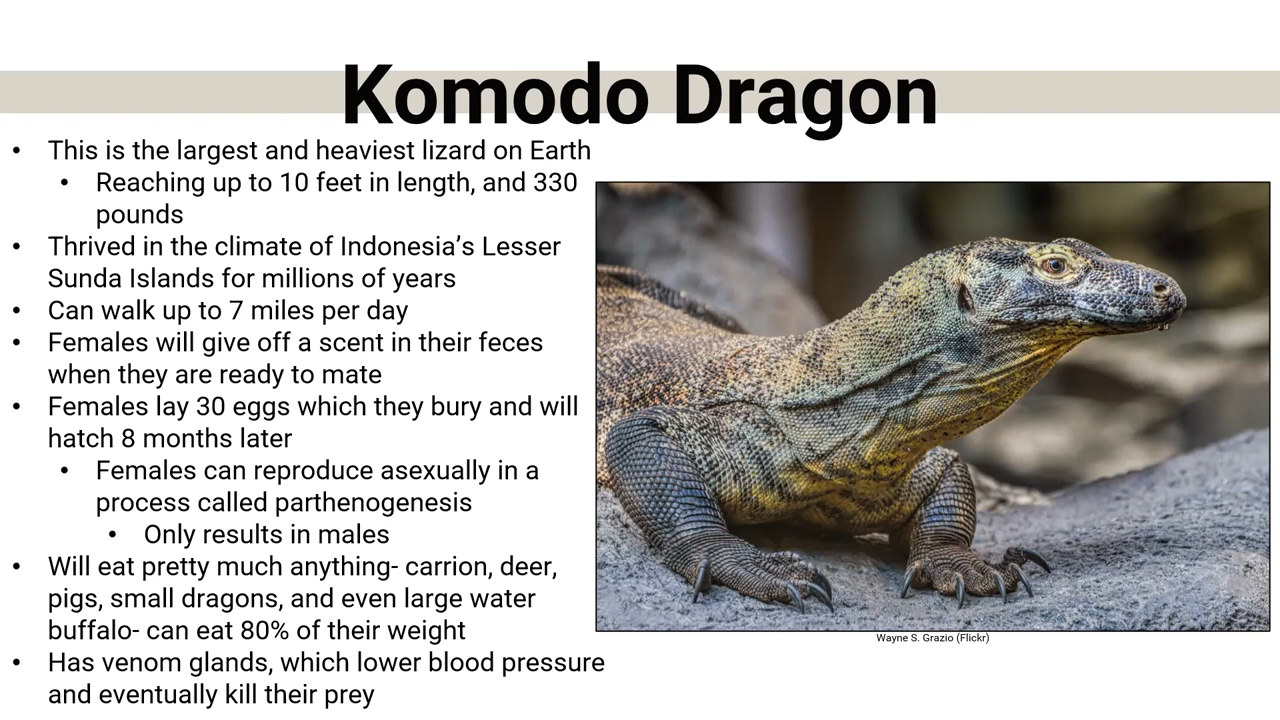 Komodo Dragon
• This is the largest and heaviest lizard on Earth
• Reaching up to 10 feet in length, and 330
pounds
• Thrived in the climate of Indonesia’s Lesser
Sunda Islands for millions of years
• Can walk up to 7 miles per day
• Females will give off a scent in their feces
when they are ready to mate
• Females lay 30 eggs which they bury and will
hatch 8 months later
• Females can reproduce asexually in a
process called parthenogenesis
• Only results in males
• Will eat pretty much anything- carrion, deer,
pigs, small dragons, and even large water
buffalo- can eat 80% of their weight
• Has venom glands, which lower blood pressure
and eventually kill their prey
Wayne S. Grazio (Flickr)